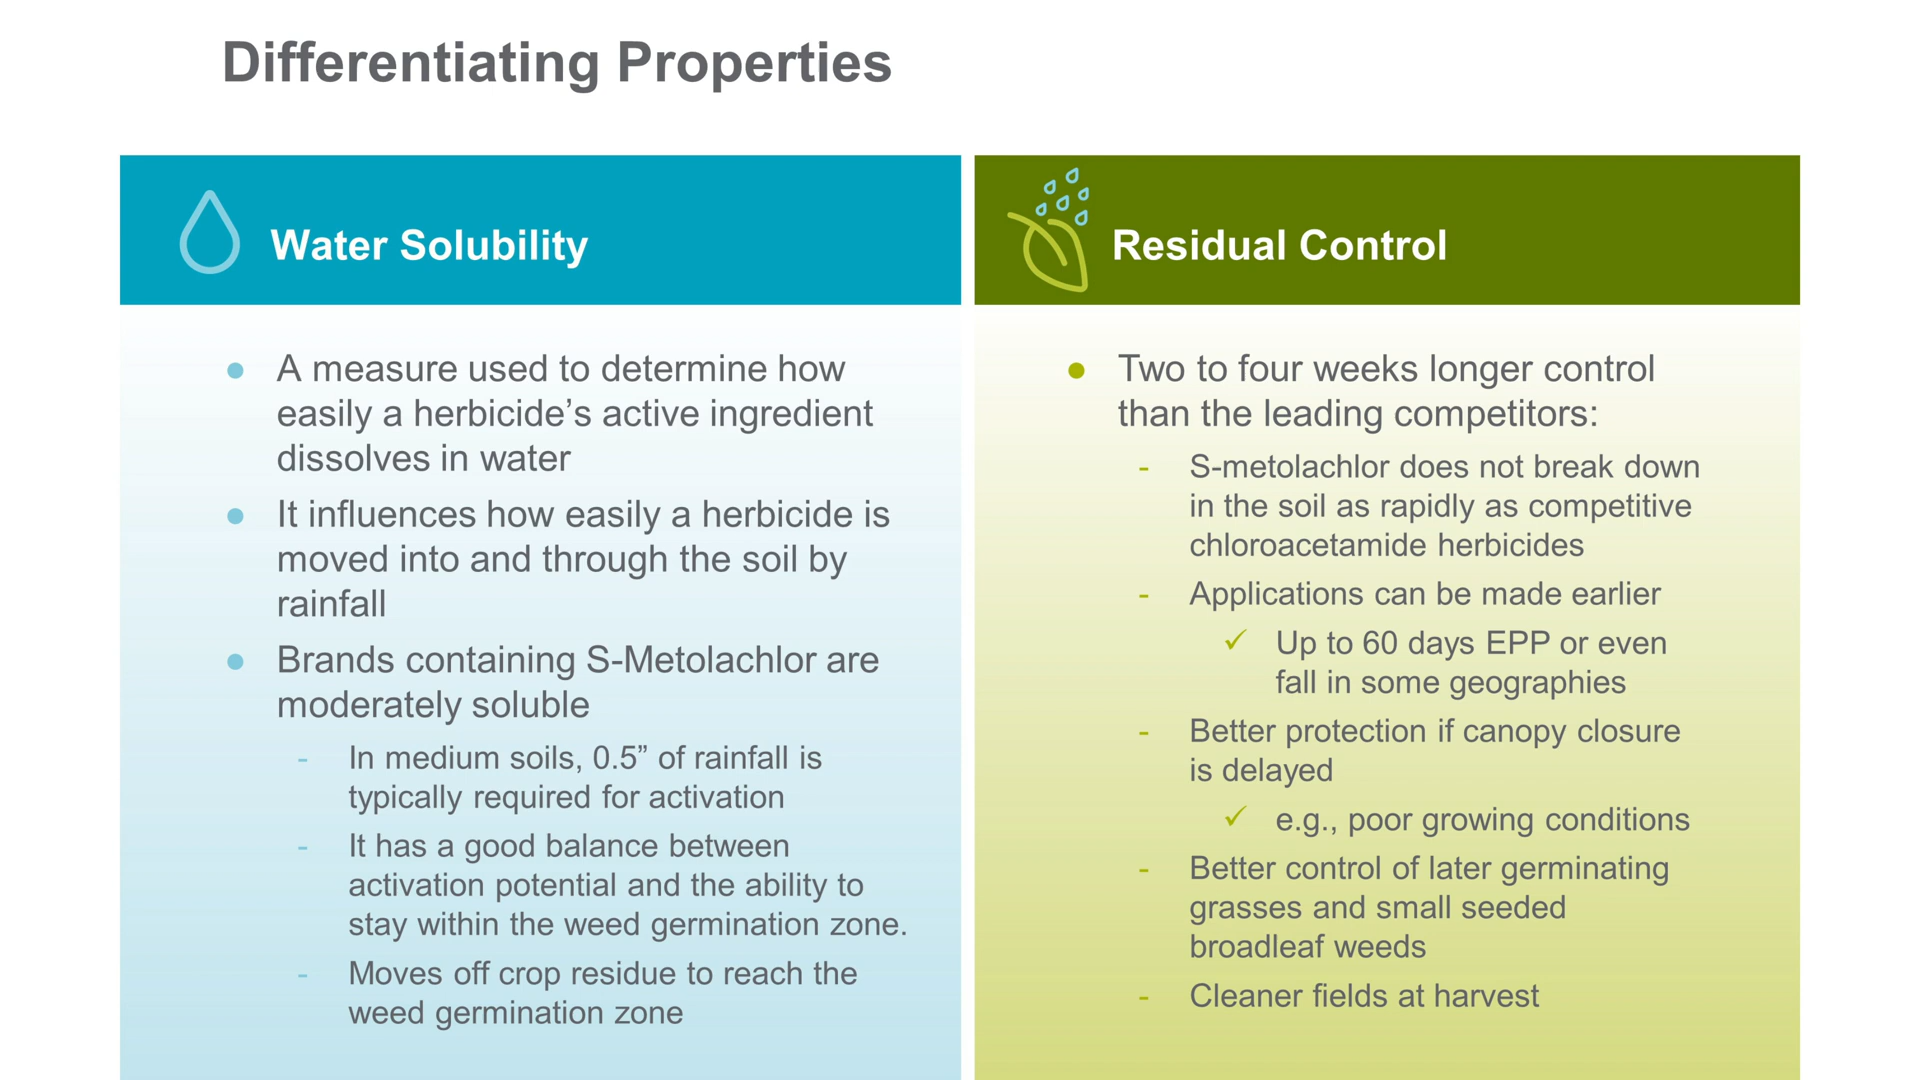 Differentiating Properties
Water Solubility
● A measure used to determine how
easily a herbicide’s active ingredient
dissolves in water
● It influences how easily a herbicide is
moved into and through the soil by
rainfall
● Brands containing S-Metolachlor are
moderately soluble
- In medium soils, 0.5” of rainfall is
typically required for activation
- It has a good balance between
activation potential and the ability to
stay within the weed germination zone.
- Moves off crop residue to reach the
weed germination zone
Residual Control
● Two to four weeks longer control
than the leading competitors:
- S-metolachlor does not break down
in the soil as rapidly as competitive
chloroacetamide herbicides
- Applications can be made earlier
✓ Up to 60 days EPP or even
fall in some geographies
- Better protection if canopy closure
is delayed
✓ e.g., poor growing conditions
- Better control of later germinating
grasses and small seeded
broadleaf weeds
- Cleaner fields at harvest